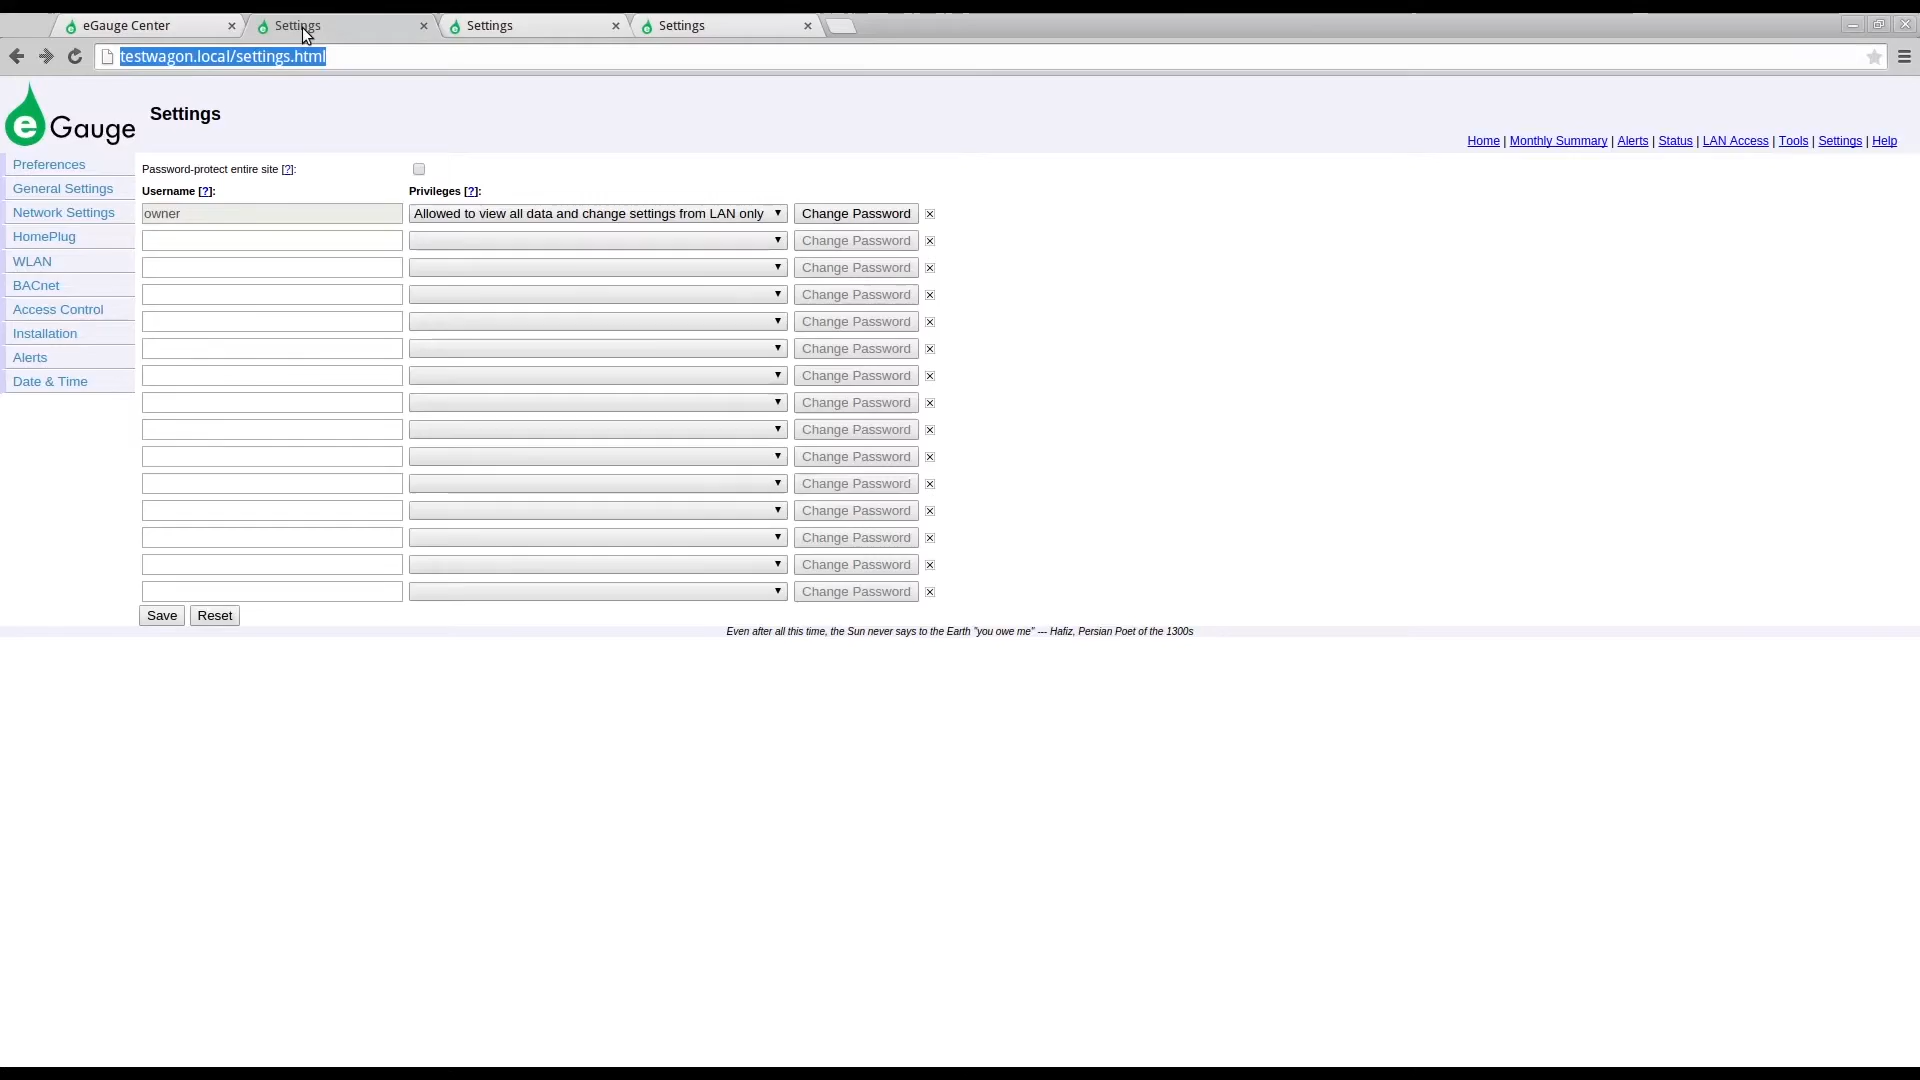 eGauge Center Settings Settings Settings
testwagon.local/settings.html
eGauge Settings
Home | Monthly Summary | Alerts | Status | LAN Access | Tools | Settings | Help
Preferences
General Settings
Network Settings
HomePlug
WLAN
BACnet
Access Control
Installation
Alerts
Date & Time
Password-protect entire site [?]:
Username [?]: Privileges [?]:
owner Allowed to view all data and change settings from LAN only Change Password
Change Password
Change Password
Change Password
Change Password
Change Password
Change Password
Change Password
Change Password
Change Password
Change Password
Change Password
Change Password
Change Password
Change Password
Save Reset
Even after all this time, the Sun never says to the Earth "you owe me" --- Hafiz, Persian Poet of the 1300s